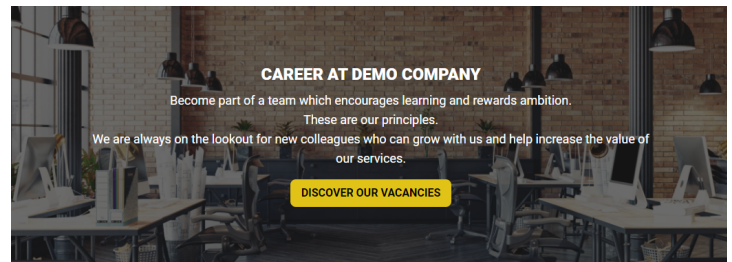 CAREER AT DEMO COMPANY
Become part of a team which encourages learning and rewards ambition.
These are our principles.
We are always on the lookout for new colleagues who can grow with us and help increase the value of
our services.
DISCOVER OUR VACANCIES